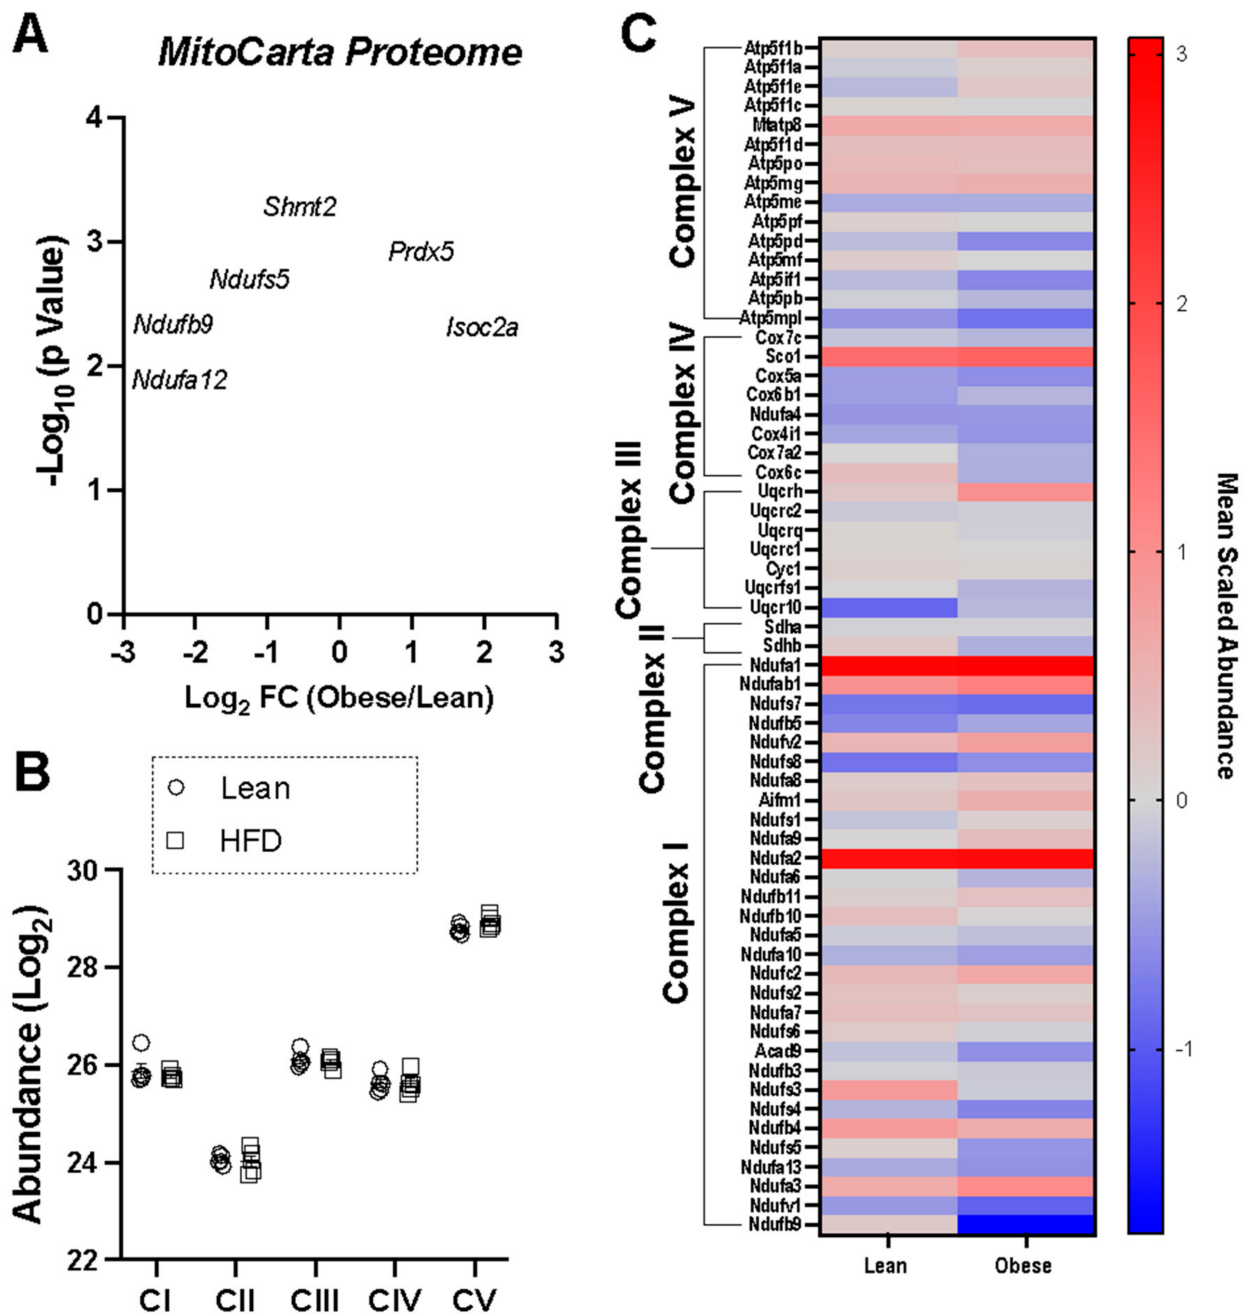 A
MitoCarta Proteome
-Log10 (p Value)
4
3
2
1
0
Shmt2
Prdx5
Ndufs5
Ndufb9
Isoc2a
Ndufa12
-3 -2 -1 0 1 2 3
Log2 FC (Obese/Lean)
B
Lean
HFD
Abundance (Log2)
30
28
26
24
22
CI CII CIII CIV CV
C
Complex V
Complex IV
Complex III
Complex II
Complex I
Atp5f1b
Atp5f1a
Atp5f1e
Atp5f1c
Mtatp8
Atp5f1d
Atp5po
Atp5mg
Atp5me
Atp5pf
Atp5pd
Atp5mf
Atp5if1
Atp5pb
Atp5mpl
Cox7c
Sco1
Cox5a
Cox6b1
Ndufa4
Cox4i1
Cox7a2
Cox6c
Uqcrh
Uqcrc2
Uqcrq
Uqcrc1
Cyc1
Uqcrfs1
Uqcr10
Sdha
Sdhb
Ndufa1
Ndufab1
Ndufs7
Ndufb5
Ndufv2
Ndufs8
Ndufa8
Aifm1
Ndufs1
Ndufa9
Ndufa2
Ndufa6
Ndufb11
Ndufb10
Ndufa5
Ndufa10
Ndufc2
Ndufs2
Ndufa7
Ndufs6
Acad9
Ndufb3
Ndufs3
Ndufs4
Ndufb4
Ndufs5
Ndufa13
Ndufa3
Ndufv1
Ndufb9
Lean Obese
3
2
1
0
-1
Mean Scaled Abundance